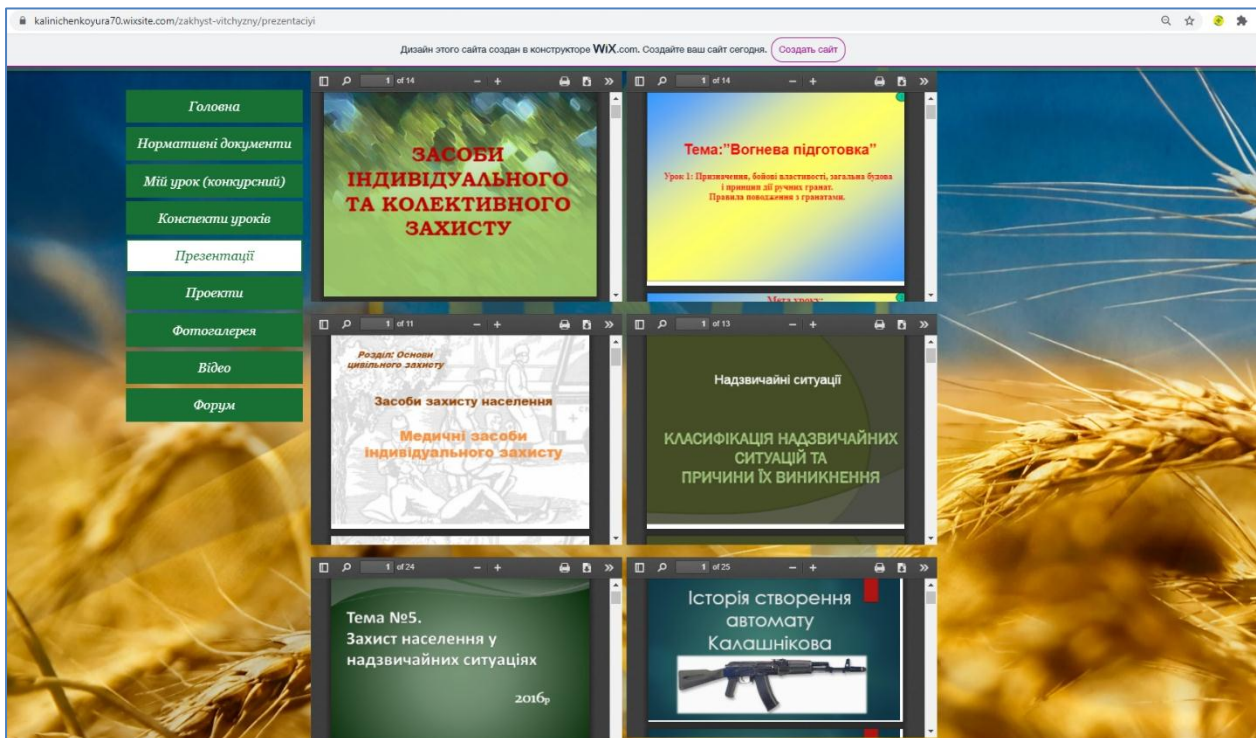 kalinichenkoyura70.wixsite.com/zakhyst-vitchyzny/prezentaciyi
Дизайн этого сайта создан в конструкторе WiX.com. Создайте ваш сайт сегодня. Создать сайт
Головна
Нормативні документи
Мій урок (конкурсний)
Конспекти уроків
Презентації
Проекти
Фотогалерея
Відео
Форум
1 of 14
ЗАСОБИ
ІНДИВІДУАЛЬНОГО
ТА КОЛЕКТИВНОГО
ЗАХИСТУ
1 of 14
Тема:"Вогнева підготовка"
Урок 1: Призначення, бойові властивості, загальна будова
і принцип дії ручних гранат.
Правила поводження з гранатами.
Мета уроку:
1 of 11
Розділ: Основи
цивільного захисту
Засоби захисту населення
Медичні засоби
індивідуального захисту
1 of 13
Надзвичайні ситуації
КЛАСИФІКАЦІЯ НАДЗВИЧАЙНИХ
СИТУАЦІЙ ТА
ПРИЧИНИ ЇХ ВИНИКНЕННЯ
1 of 24
Тема №5.
Захист населення у
надзвичайних ситуаціях
2016р
1 of 25
Історія створення
автомату
Калашнікова